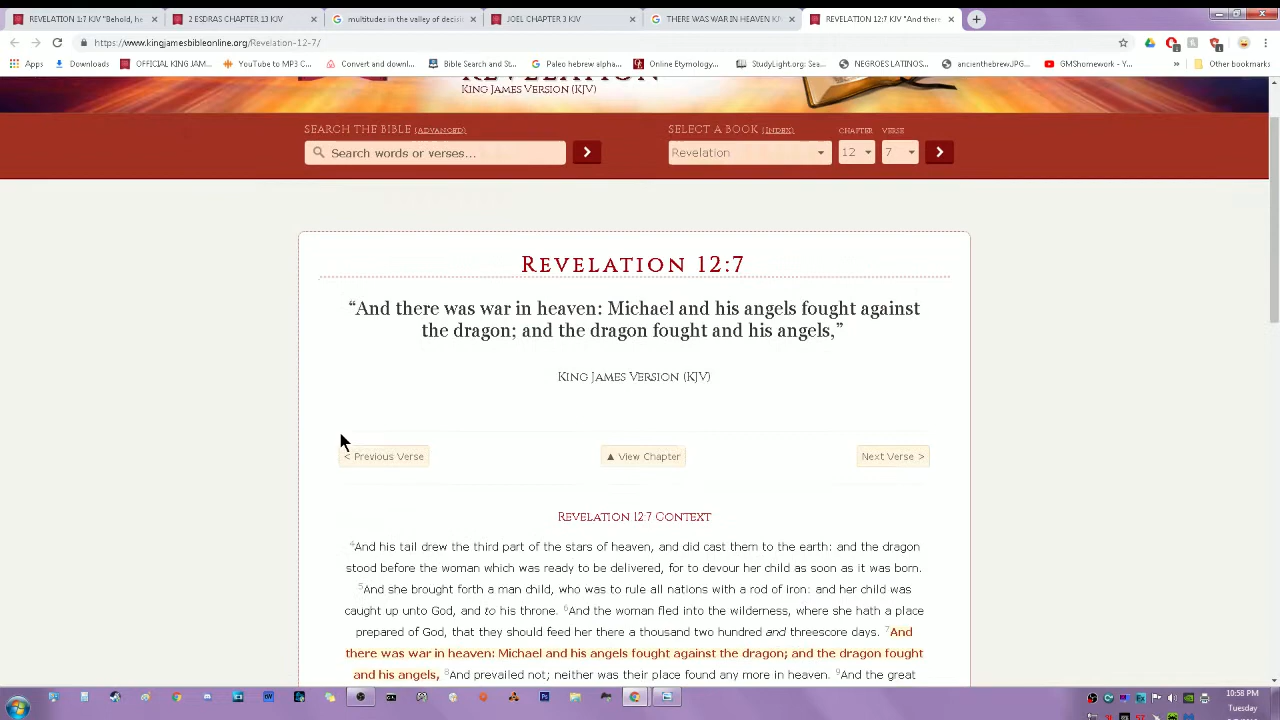 REVELATION 1:7 KJV "Behold, he
2 ESDRAS CHAPTER 13 KJV
multitudes in the valley of decisi
JOEL CHAPTER
THERE WAS WAR IN HEAVEN KJ
REVELATION 12:7 KJV "And there
https://www.kingjamesbibleonline.org/Revelation-12-7/
Apps
Downloads
OFFICIAL KING JAM...
YouTube to MP3 C...
Convert and downl...
Bible Search and S...
Paleo hebrew alpha...
Online Etymology...
StudyLight.org: Sea...
NEGROES LATINOS...
ancienthebrewJPG...
GMShomework - Y...
»
Other bookmarks
REVELATION
KING JAMES VERSION (KJV)
SEARCH THE BIBLE (ADVANCED)
SELECT A BOOK (INDEX)
CHAPTER
VERSE
Search words or verses...
Revelation
12
7
REVELATION 12:7
“And there was war in heaven: Michael and his angels fought against
the dragon; and the dragon fought and his angels,”
KING JAMES VERSION (KJV)
< Previous Verse
▲ View Chapter
Next Verse >
REVELATION 12:7 CONTEXT
4And his tail drew the third part of the stars of heaven, and did cast them to the earth: and the dragon
stood before the woman which was ready to be delivered, for to devour her child as soon as it was born.
5And she brought forth a man child, who was to rule all nations with a rod of iron: and her child was
caught up unto God, and to his throne. 6And the woman fled into the wilderness, where she hath a place
prepared of God, that they should feed her there a thousand two hundred and threescore days. 7And
there was war in heaven: Michael and his angels fought against the dragon; and the dragon fought
and his angels, 8And prevailed not; neither was their place found any more in heaven. 9And the great
10:58 PM
Tuesday